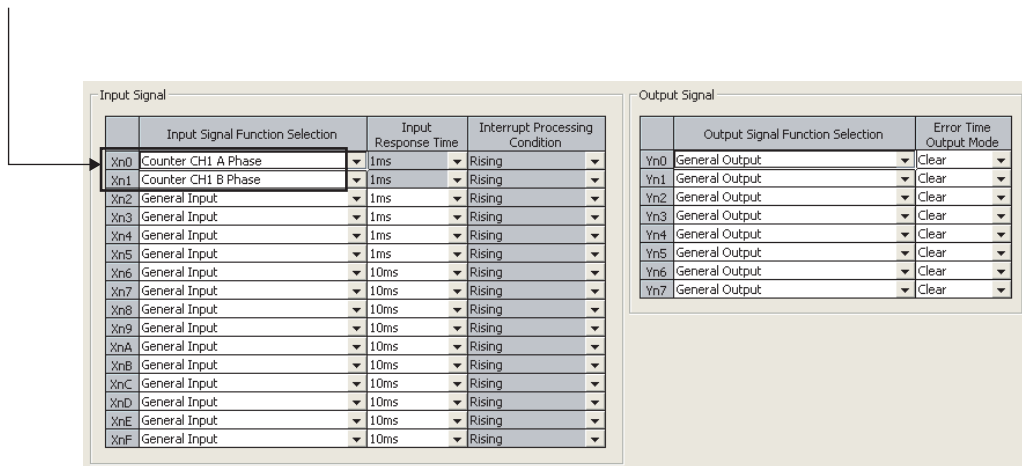 Input Signal
Input Signal Function Selection Input Response Time Interrupt Processing Condition
Xn0 Counter CH1 A Phase 1ms Rising
Xn1 Counter CH1 B Phase 1ms Rising
Xn2 General Input 1ms Rising
Xn3 General Input 1ms Rising
Xn4 General Input 1ms Rising
Xn5 General Input 1ms Rising
Xn6 General Input 10ms Rising
Xn7 General Input 10ms Rising
Xn8 General Input 10ms Rising
Xn9 General Input 10ms Rising
XnA General Input 10ms Rising
XnB General Input 10ms Rising
XnC General Input 10ms Rising
XnD General Input 10ms Rising
XnE General Input 10ms Rising
XnF General Input 10ms Rising
Output Signal
Output Signal Function Selection Error Time Output Mode
Yn0 General Output Clear
Yn1 General Output Clear
Yn2 General Output Clear
Yn3 General Output Clear
Yn4 General Output Clear
Yn5 General Output Clear
Yn6 General Output Clear
Yn7 General Output Clear